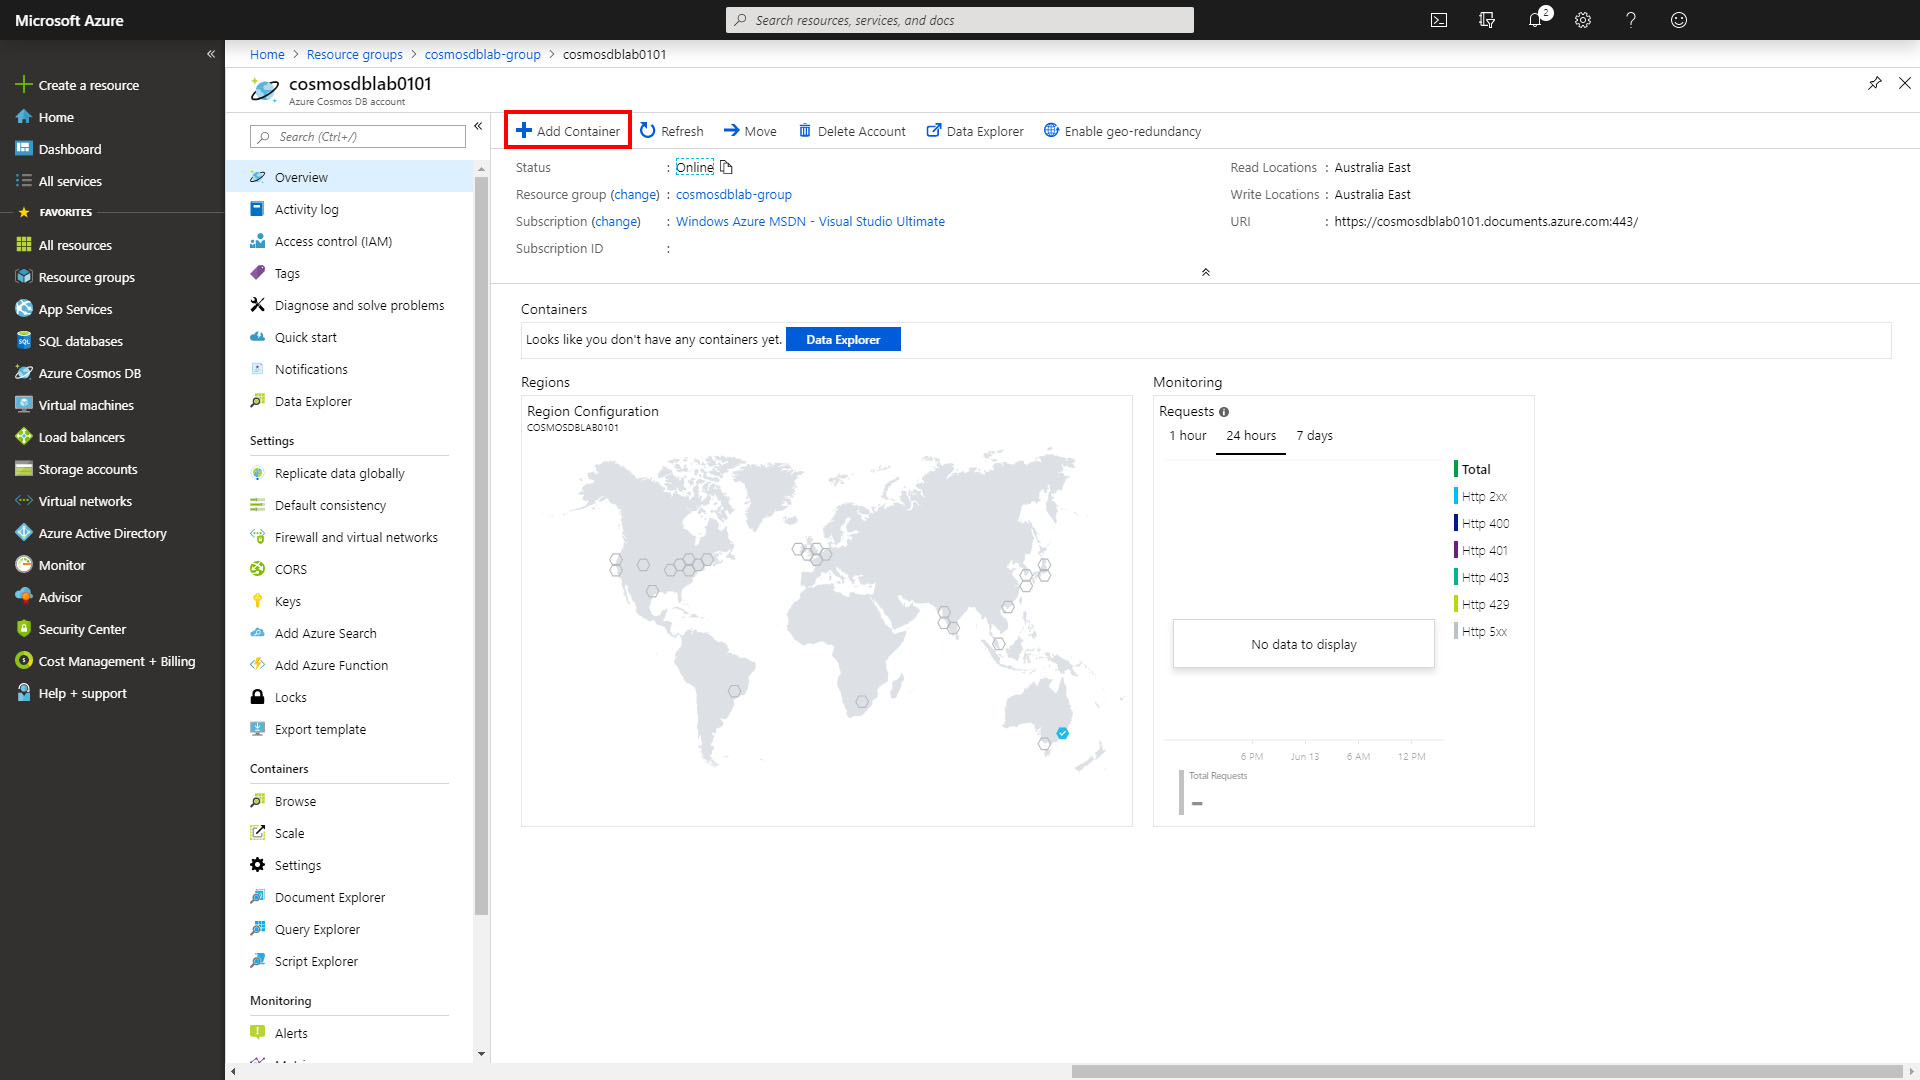 Microsoft Azure
Search resources, services, and docs
2
Create a resource
Home
Dashboard
All services
FAVORITES
All resources
Resource groups
App Services
SQL databases
Azure Cosmos DB
Virtual machines
Load balancers
Storage accounts
Virtual networks
Azure Active Directory
Monitor
Advisor
Security Center
Cost Management + Billing
Help + support
Home > Resource groups > cosmosdblab-group > cosmosdblab0101
cosmosdblab0101
Azure Cosmos DB account
Search (Ctrl+/)
Overview
Activity log
Access control (IAM)
Tags
Diagnose and solve problems
Quick start
Notifications
Data Explorer
Settings
Replicate data globally
Default consistency
Firewall and virtual networks
CORS
Keys
Add Azure Search
Add Azure Function
Locks
Export template
Containers
Browse
Scale
Settings
Document Explorer
Query Explorer
Script Explorer
Monitoring
Alerts
Add Container Refresh Move Delete Account Data Explorer Enable geo-redundancy
Status : Online
Resource group (change) : cosmosdblab-group
Subscription (change) : Windows Azure MSDN - Visual Studio Ultimate
Subscription ID :
Read Locations : Australia East
Write Locations : Australia East
URI : https://cosmosdblab0101.documents.azure.com:443/
Containers
Looks like you don't have any containers yet. Data Explorer
Regions
Region Configuration
COSMOSDBLAB0101
Monitoring
Requests
1 hour 24 hours 7 days
Total
Http 2xx
Http 400
Http 401
Http 403
Http 429
Http 5xx
No data to display
6 PM Jun 13 6 AM 12 PM
Total Requests
--